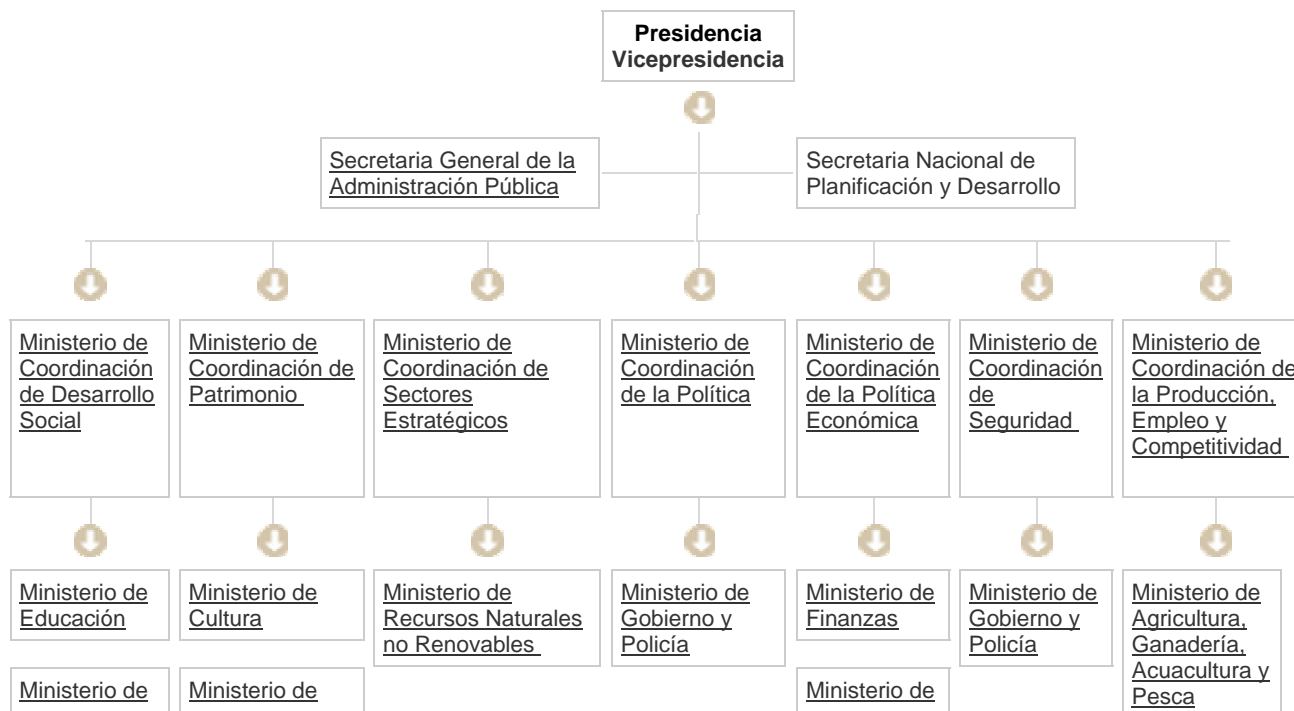 Presidencia
Vicepresidencia
Secretaria General de la
Administración Pública
Secretaria Nacional de
Planificación y Desarrollo
Ministerio de
Coordinación
de Desarrollo
Social
Ministerio de
Coordinación de
Patrimonio
Ministerio de
Coordinación de
Sectores
Estratégicos
Ministerio de
Coordinación
de la Política
Ministerio de
Coordinación
de la Política
Económica
Ministerio de
Coordinación
de
Seguridad
Ministerio de
Coordinación de
la Producción,
Empleo y
Competitividad
Ministerio de
Educación
Ministerio de
Cultura
Ministerio de
Recursos Naturales
no Renovables
Ministerio de
Gobierno y
Policía
Ministerio de
Finanzas
Ministerio de
Gobierno y
Policía
Ministerio de
Agricultura,
Ganadería,
Acuacultura y
Pesca
Ministerio de
Ministerio de
Ministerio de